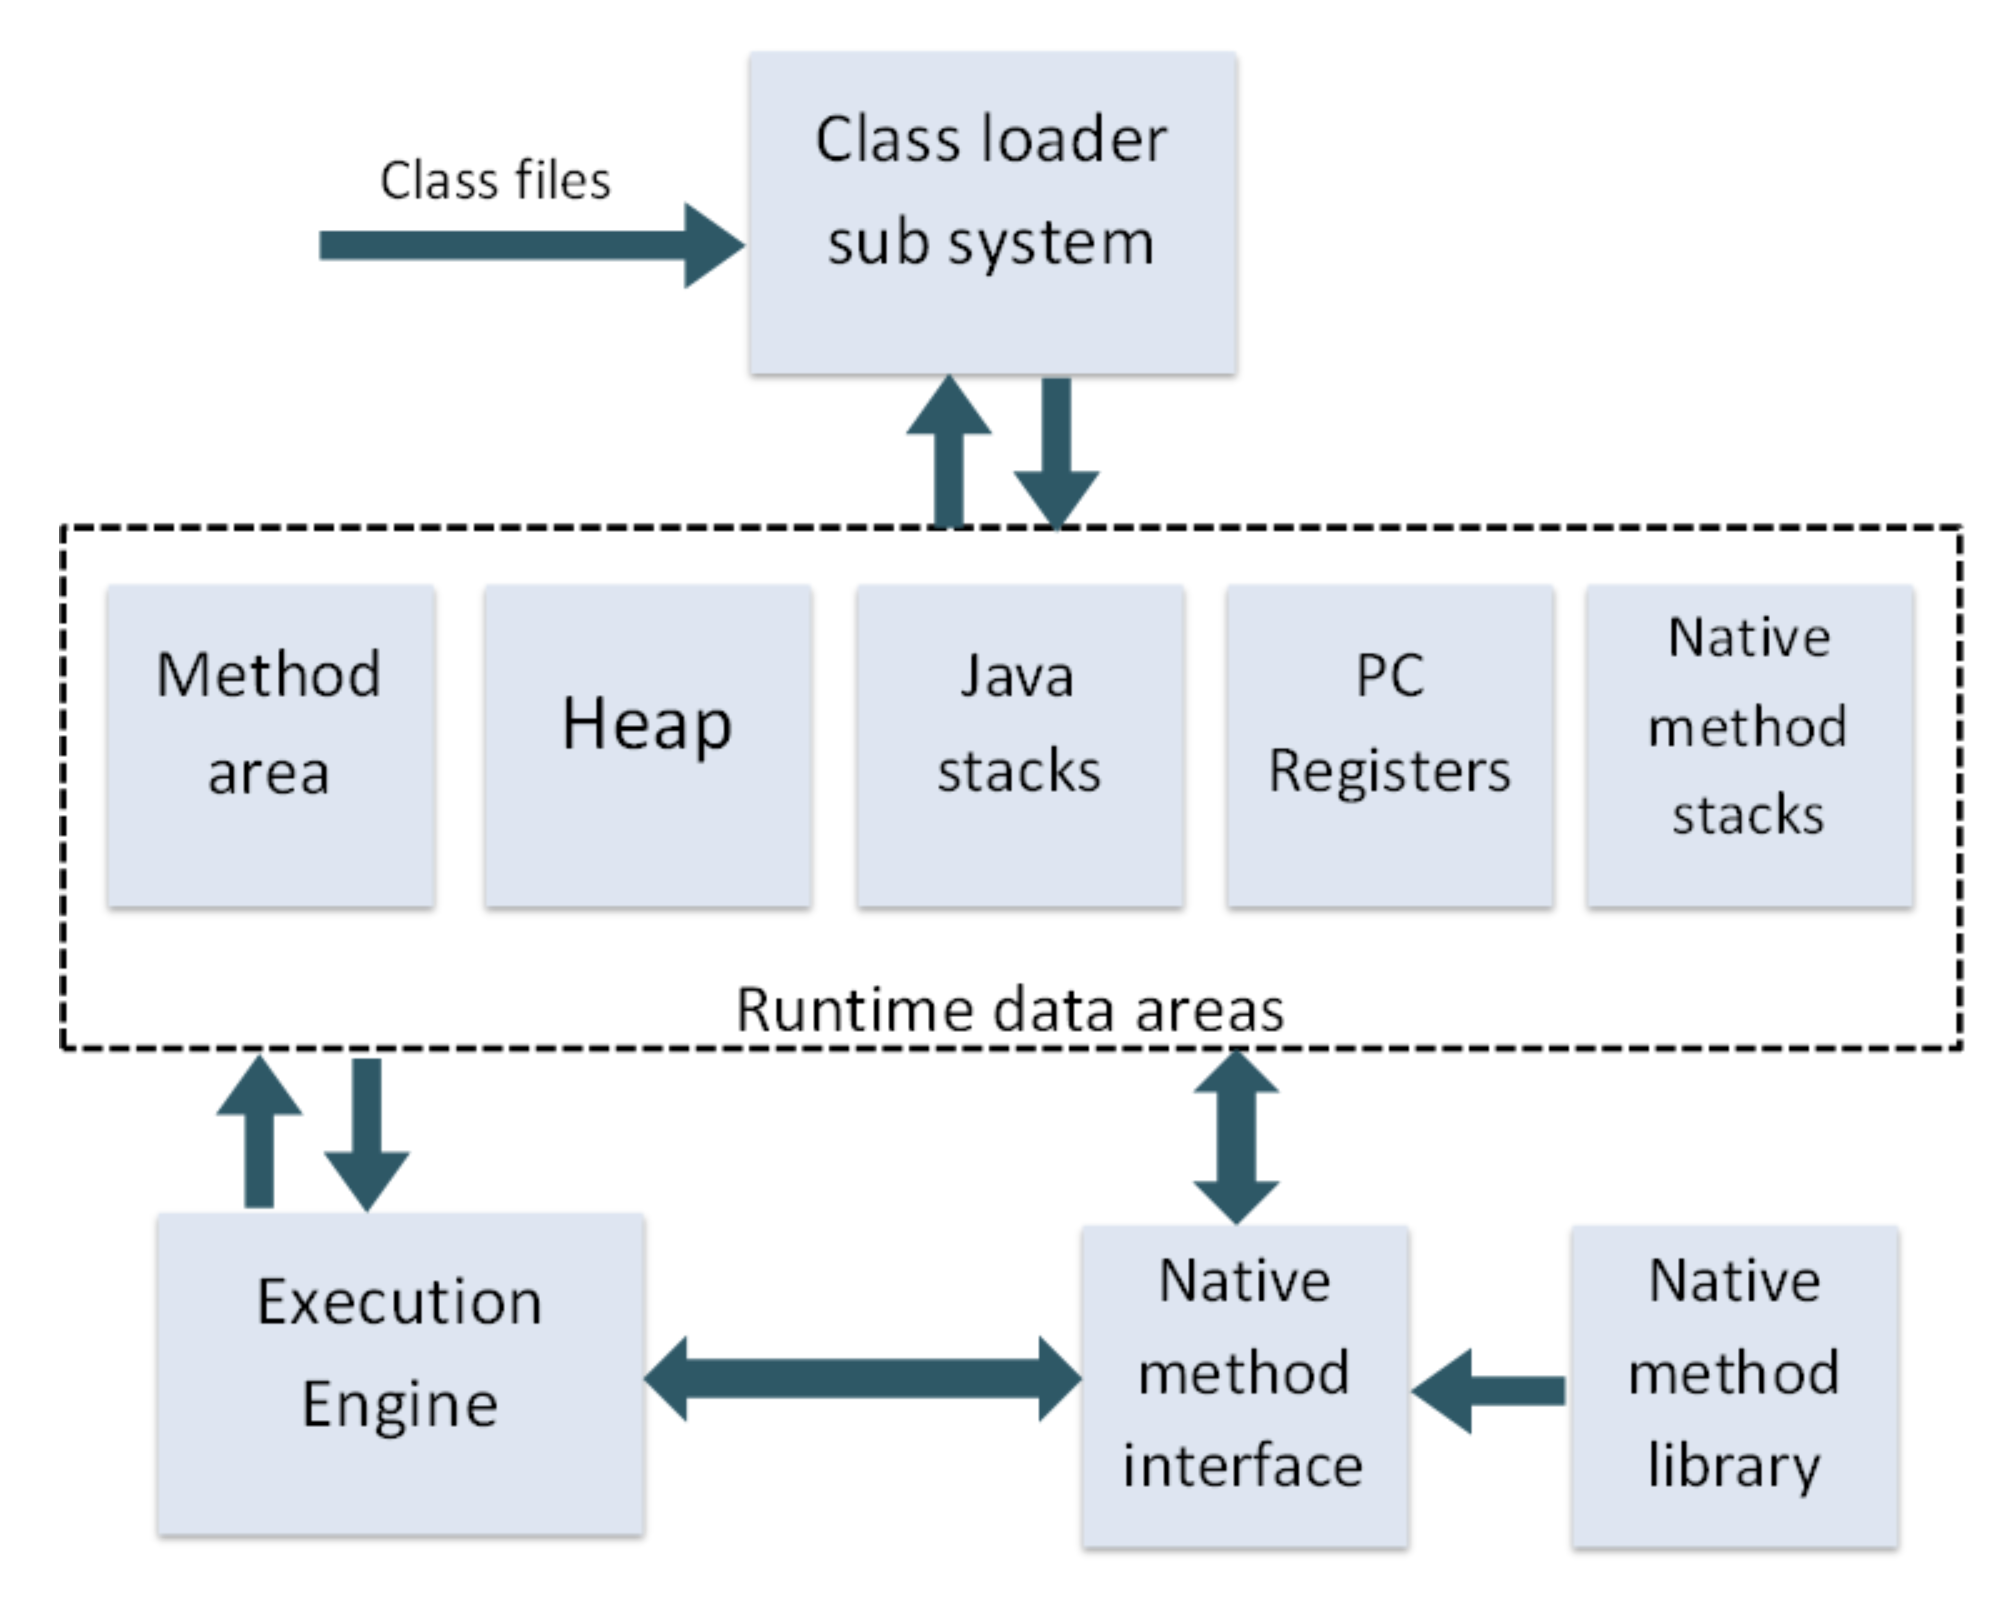 Class files
Class loader
sub system
Method
area
Heap
Java
stacks
PC
Registers
Native
method
stacks
Runtime data areas
Execution
Engine
Native
method
interface
Native
method
library